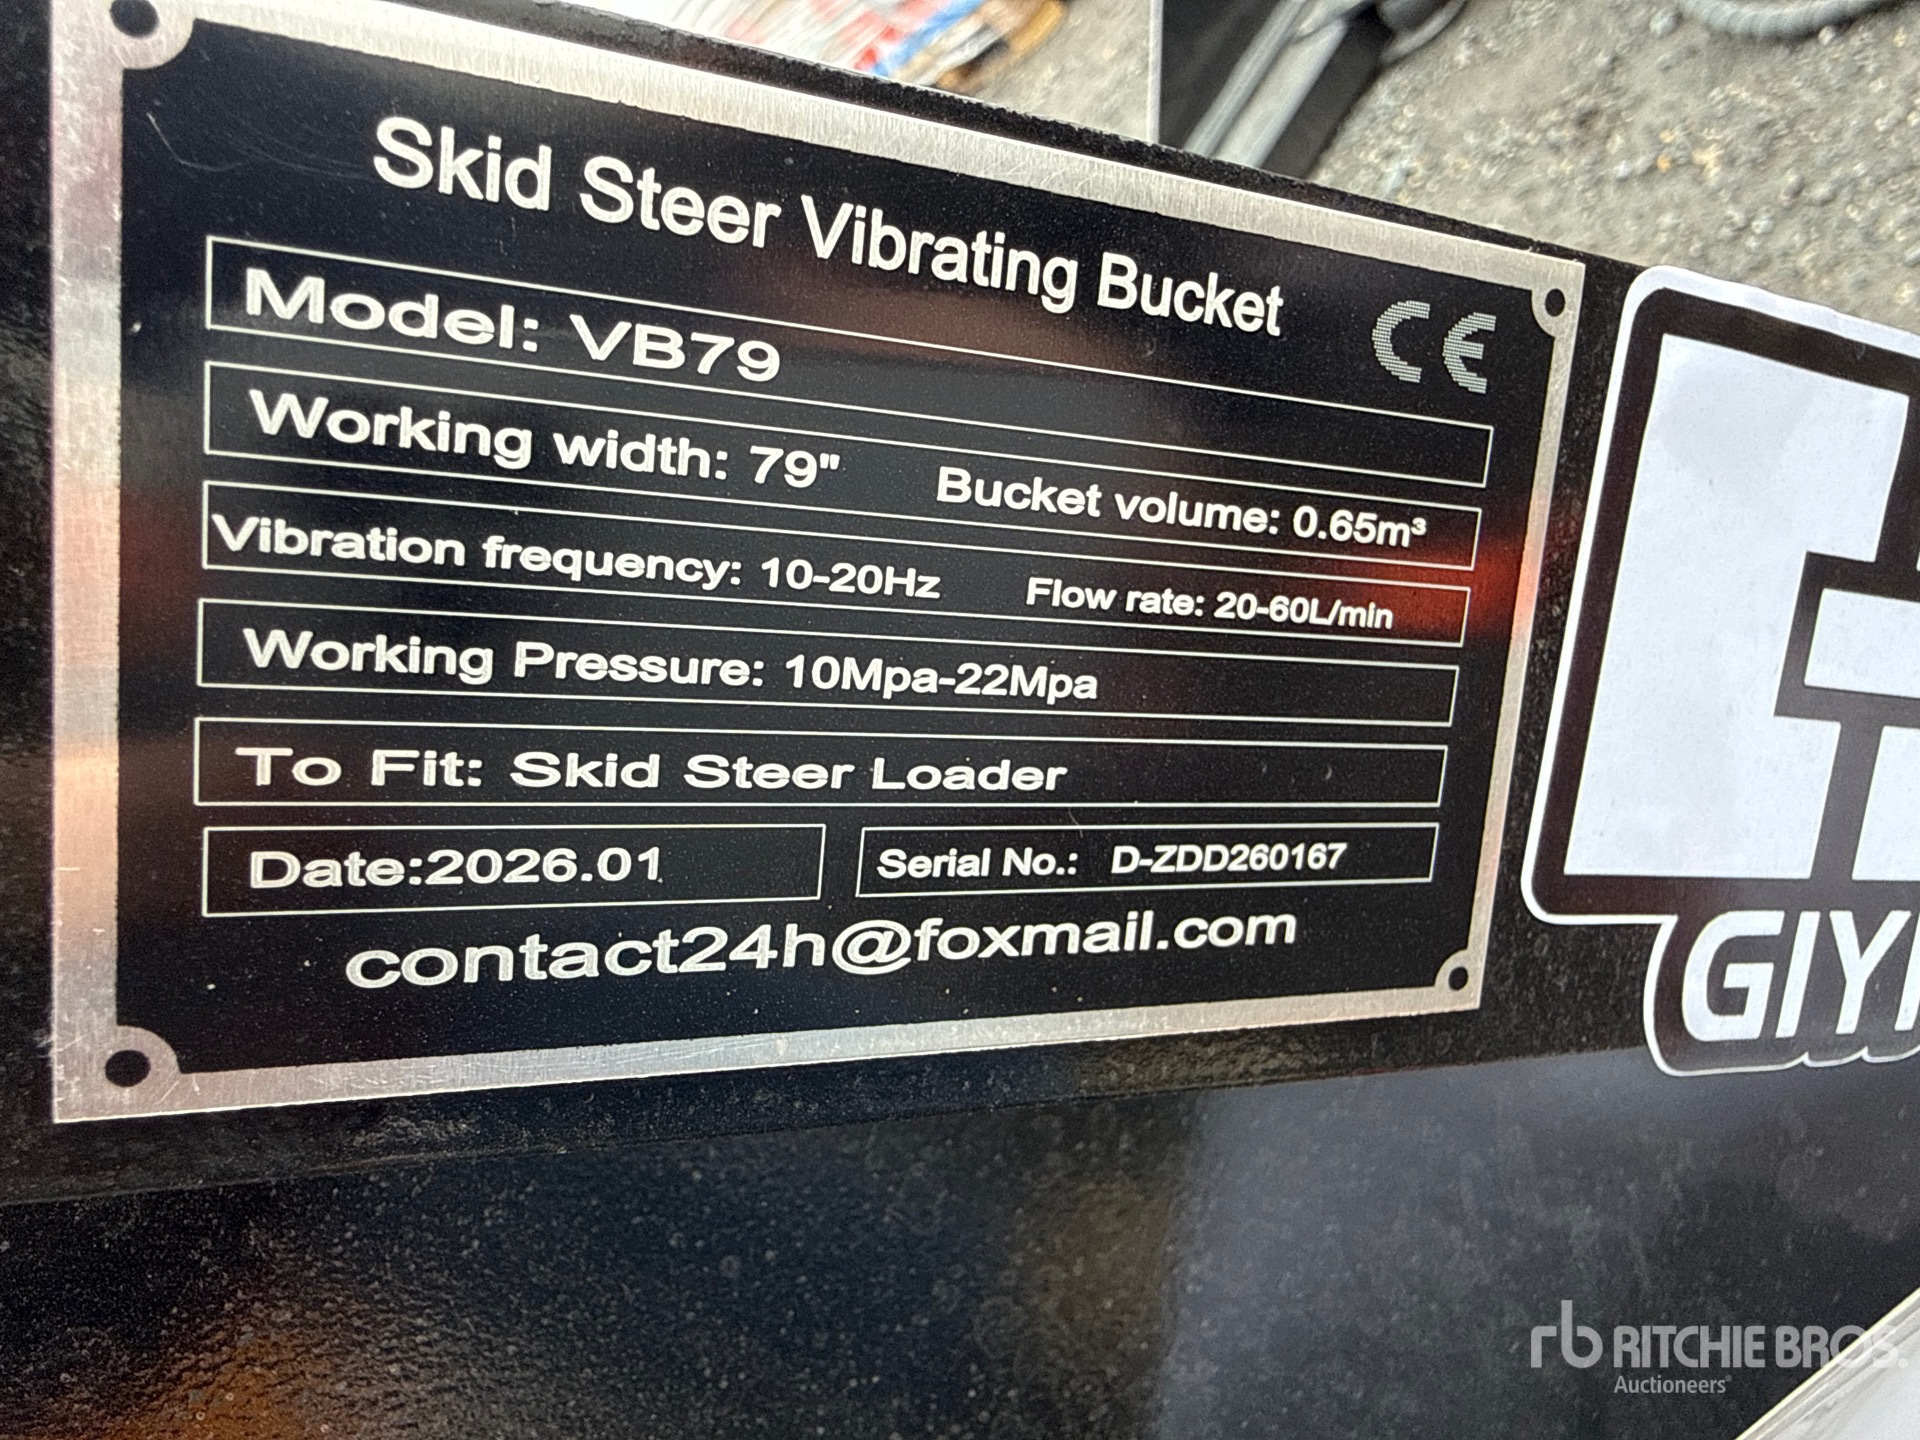 Skid Steer Vibrating Bucket
CE
Model: VB79
Working width: 79" Bucket volume: 0.65m³
Vibration frequency: 10-20Hz Flow rate: 20-60L/min
Working Pressure: 10Mpa-22Mpa
To Fit: Skid Steer Loader
Date:2026.01 Serial No.: D-ZDD260167
contact24h@foxmail.com
rb RITCHIE BROS.
Auctioneers